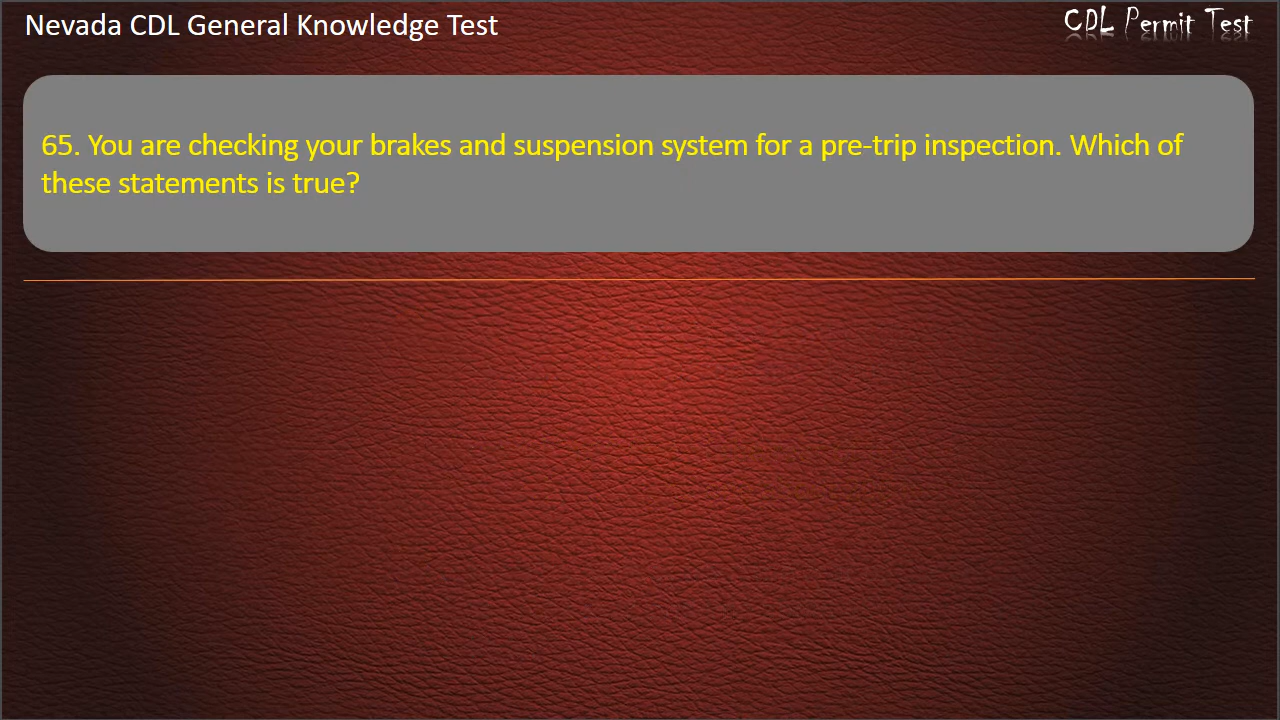 Nevada CDL General Knowledge Test
CDL Permit Test
65. You are checking your brakes and suspension system for a pre-trip inspection. Which of
these statements is true?